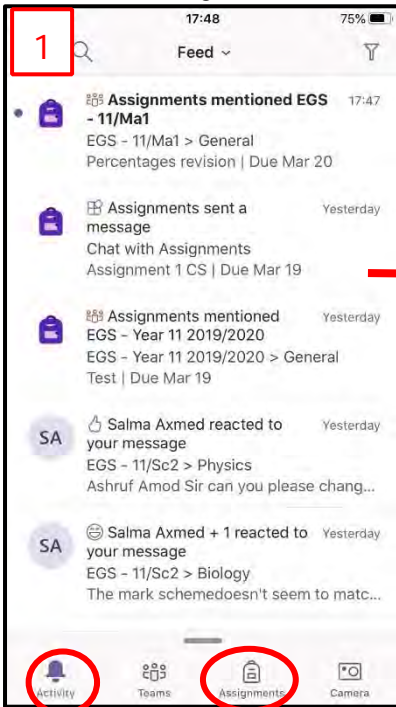 17:48 75%
1
Feed
Assignments mentioned EGS 17:47
- 11/Ma1
EGS - 11/Ma1 > General
Percentages revision | Due Mar 20
Assignments sent a Yesterday
message
Chat with Assignments
Assignment 1 CS | Due Mar 19
Assignments mentioned Yesterday
EGS - Year 11 2019/2020
EGS - Year 11 2019/2020 > General
Test | Due Mar 19
SA
Salma Axmed reacted to Yesterday
your message
EGS - 11/Sc2 > Physics
Ashruf Amod Sir can you please chang...
SA
Salma Axmed + 1 reacted to Yesterday
your message
EGS - 11/Sc2 > Biology
The mark schemedoesn't seem to matc...
Activity Teams Assignments Camera